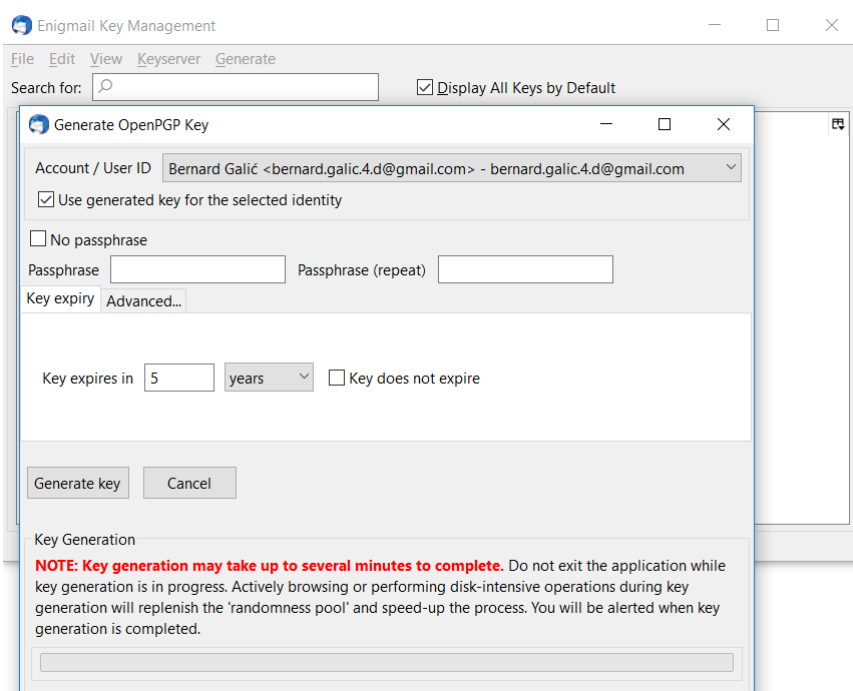 Enigmail Key Management
File Edit View Keyserver Generate
Search for: Display All Keys by Default
Generate OpenPGP Key
Account / User ID Bernard Galić <bernard.galic.4.d@gmail.com> - bernard.galic.4.d@gmail.com
Use generated key for the selected identity
No passphrase
Passphrase Passphrase (repeat)
Key expiry Advanced...
Key expires in 5 years Key does not expire
Generate key Cancel
Key Generation
NOTE: Key generation may take up to several minutes to complete. Do not exit the application while
key generation is in progress. Actively browsing or performing disk-intensive operations during key
generation will replenish the 'randomness pool' and speed-up the process. You will be alerted when key
generation is completed.